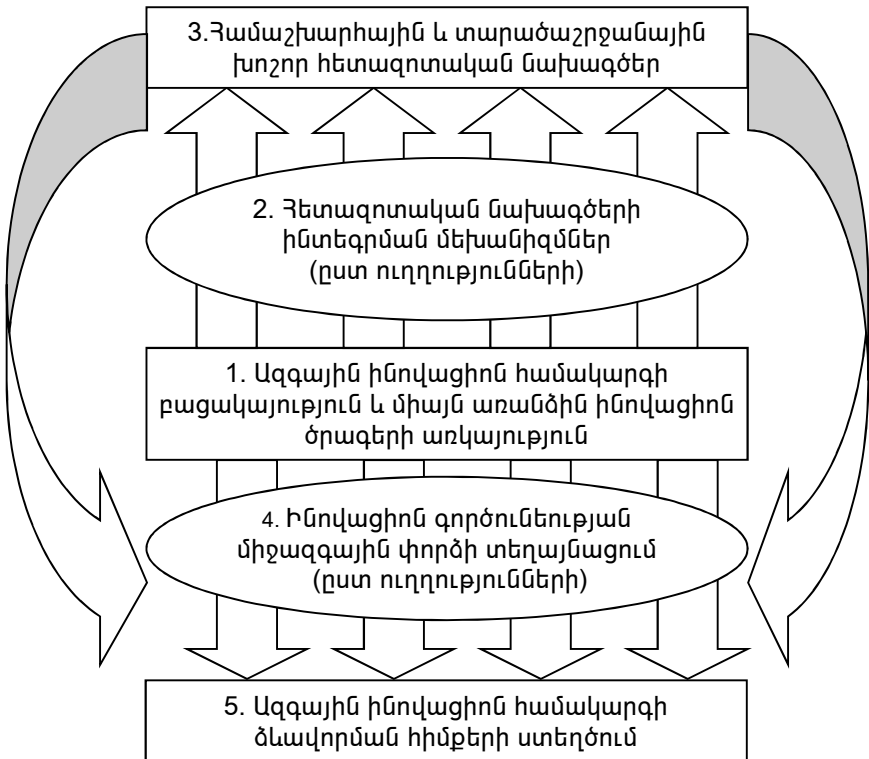 3.Համաշխարհային և տարածաշրջանային
խոշոր հետազոտական նախագծեր
2. Հետազոտական նախագծերի
ինտեգրման մեխանիզմներ
(ըստ ուղղությունների)
1. Ազգային ինովացիոն համակարգի
բացակայություն և միայն առանձին ինովացիոն
ծրագերի առկայություն
4. Ինովացիոն գործունեության
միջազգային փորձի տեղայնացում
(ըստ ուղղությունների)
5. Ազգային ինովացիոն համակարգի
ձևավորման հիմքերի ստեղծում